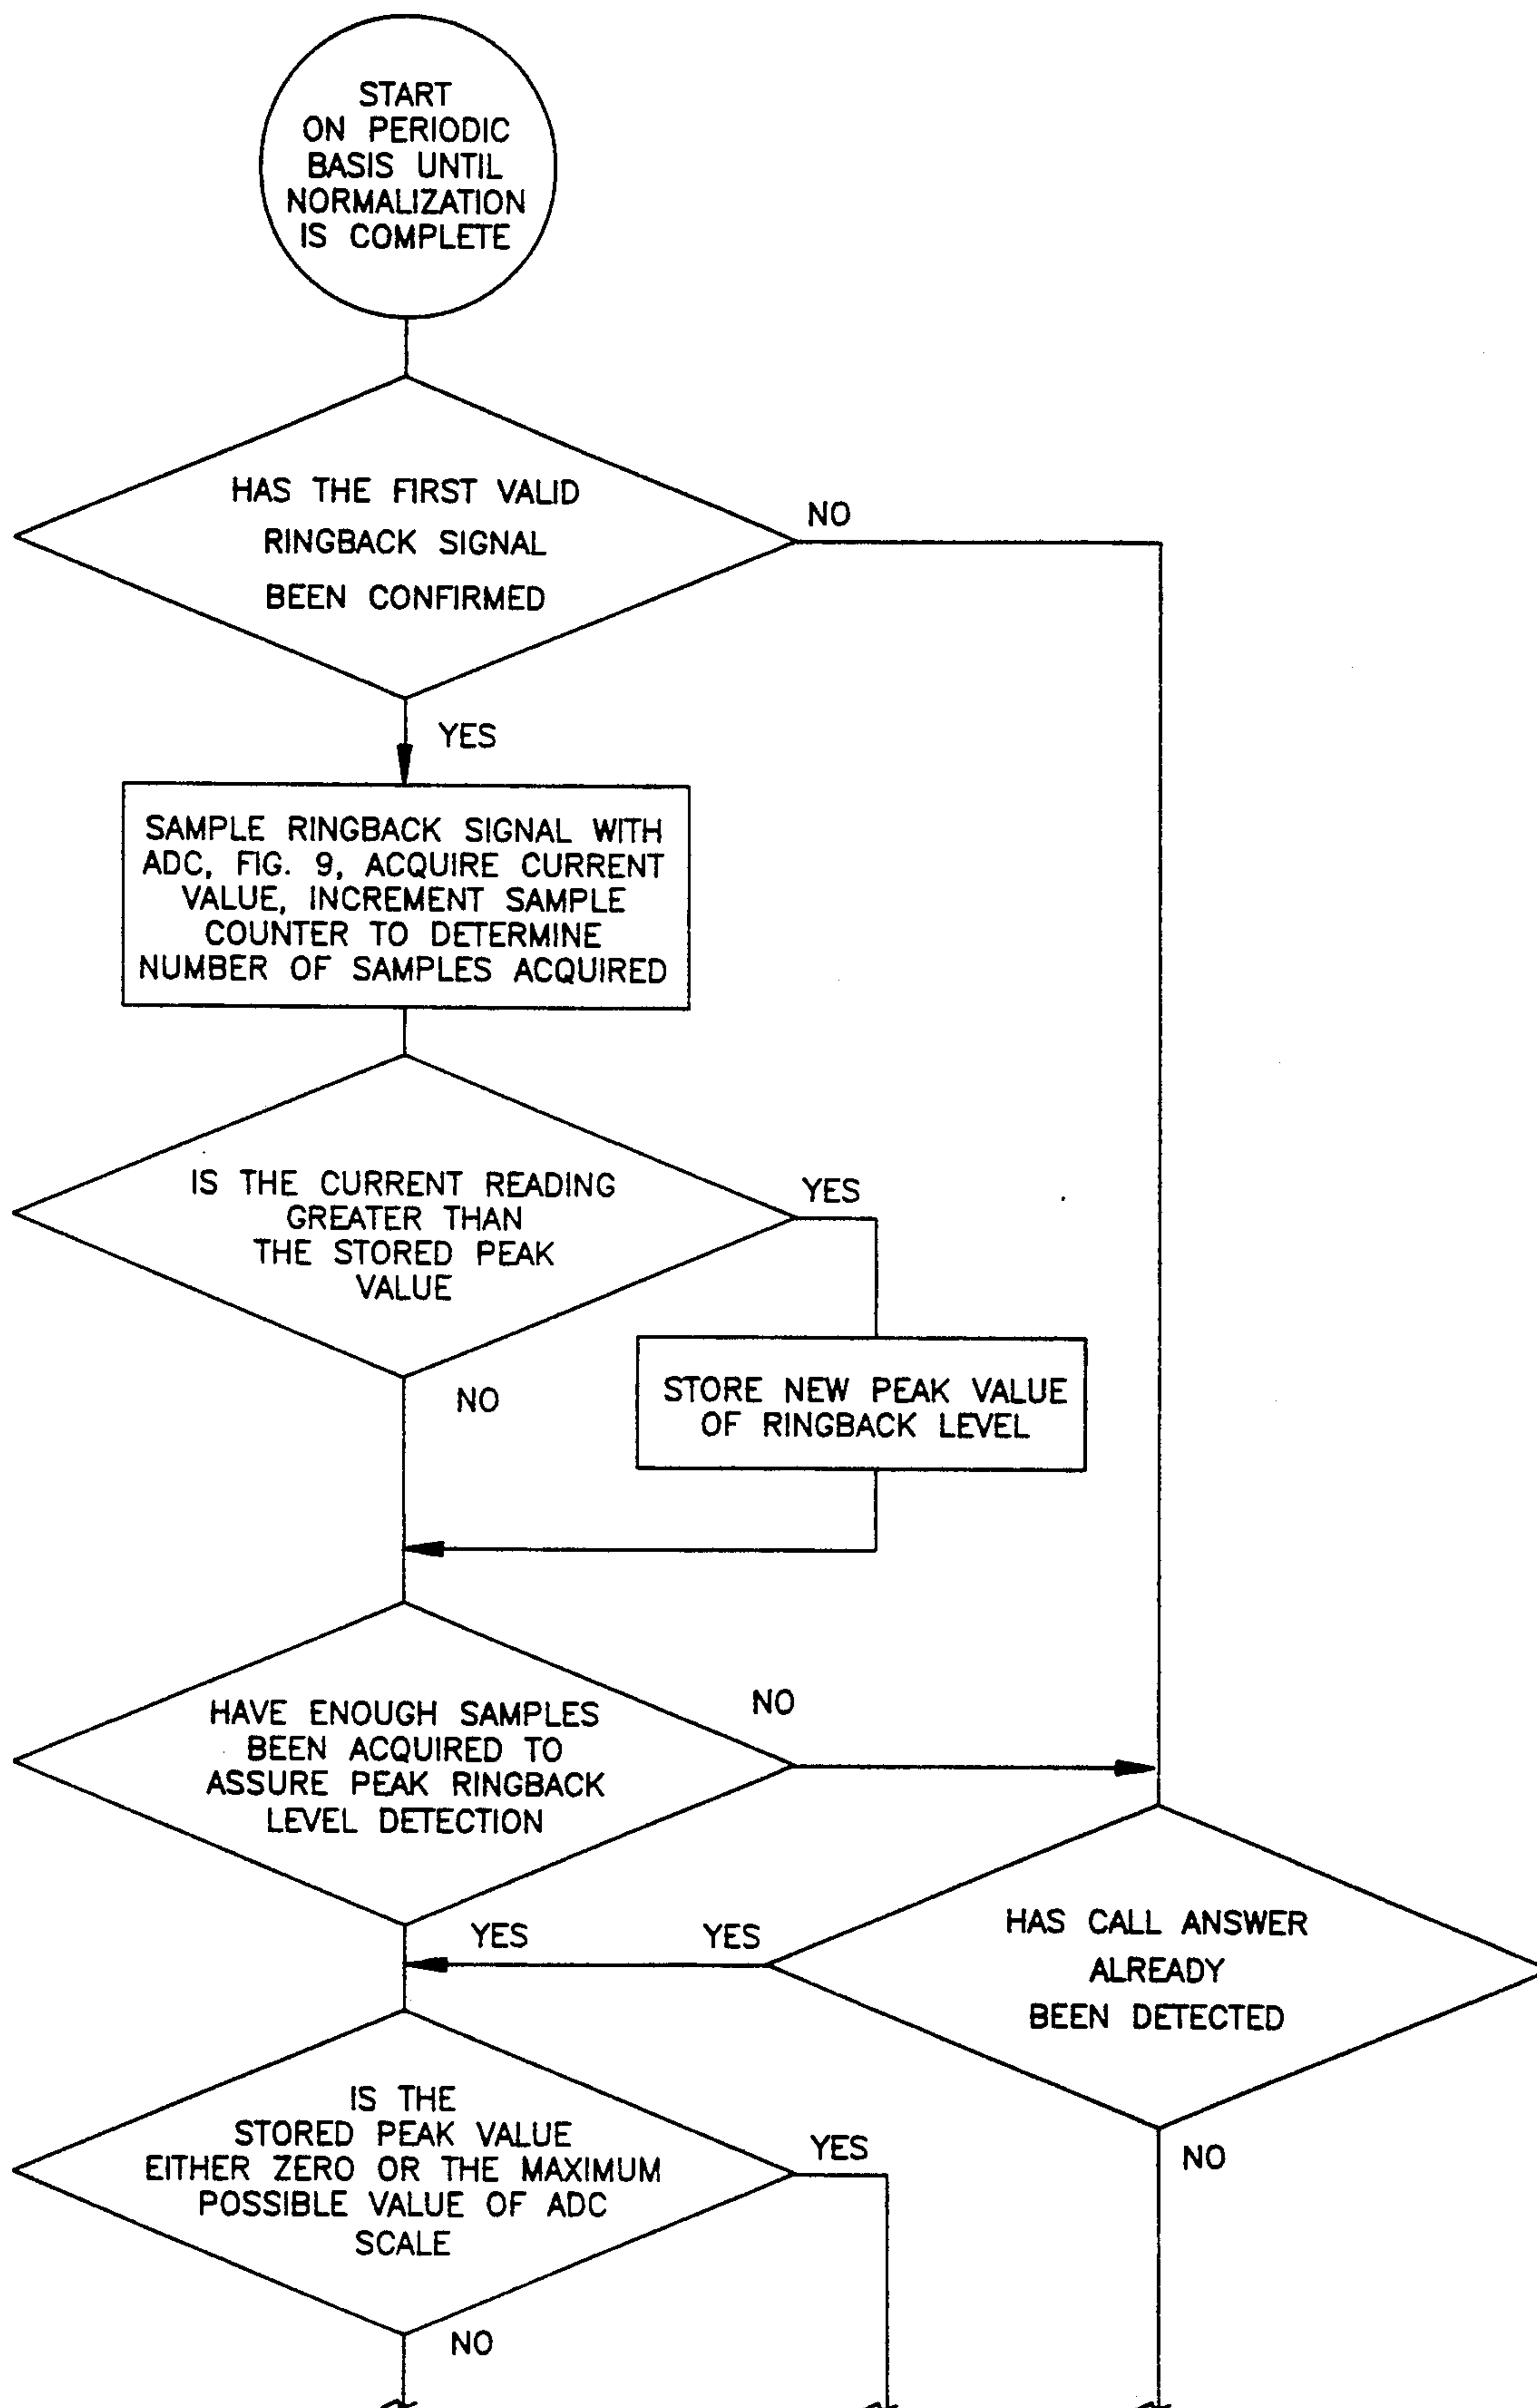 START
ON PERIODIC
BASIS UNTIL
NORMALIZATION
IS COMPLETE
HAS THE FIRST VALID
RINGBACK SIGNAL
BEEN CONFIRMED
NO
YES
SAMPLE RINGBACK SIGNAL WITH
ADC, FIG. 9, ACQUIRE CURRENT
VALUE, INCREMENT SAMPLE
COUNTER TO DETERMINE
NUMBER OF SAMPLES ACQUIRED
IS THE CURRENT READING
GREATER THAN
THE STORED PEAK
VALUE
YES
NO
STORE NEW PEAK VALUE
OF RINGBACK LEVEL
HAVE ENOUGH SAMPLES
BEEN ACQUIRED TO
ASSURE PEAK RINGBACK
LEVEL DETECTION
NO
YES
YES
HAS CALL ANSWER
ALREADY
BEEN DETECTED
NO
IS THE
STORED PEAK VALUE
EITHER ZERO OR THE MAXIMUM
POSSIBLE VALUE OF ADC
SCALE
YES
NO